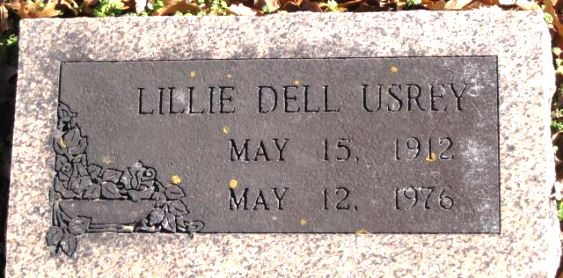 LILLIE DELL USREY
MAY 15, 1912
MAY 12, 1976